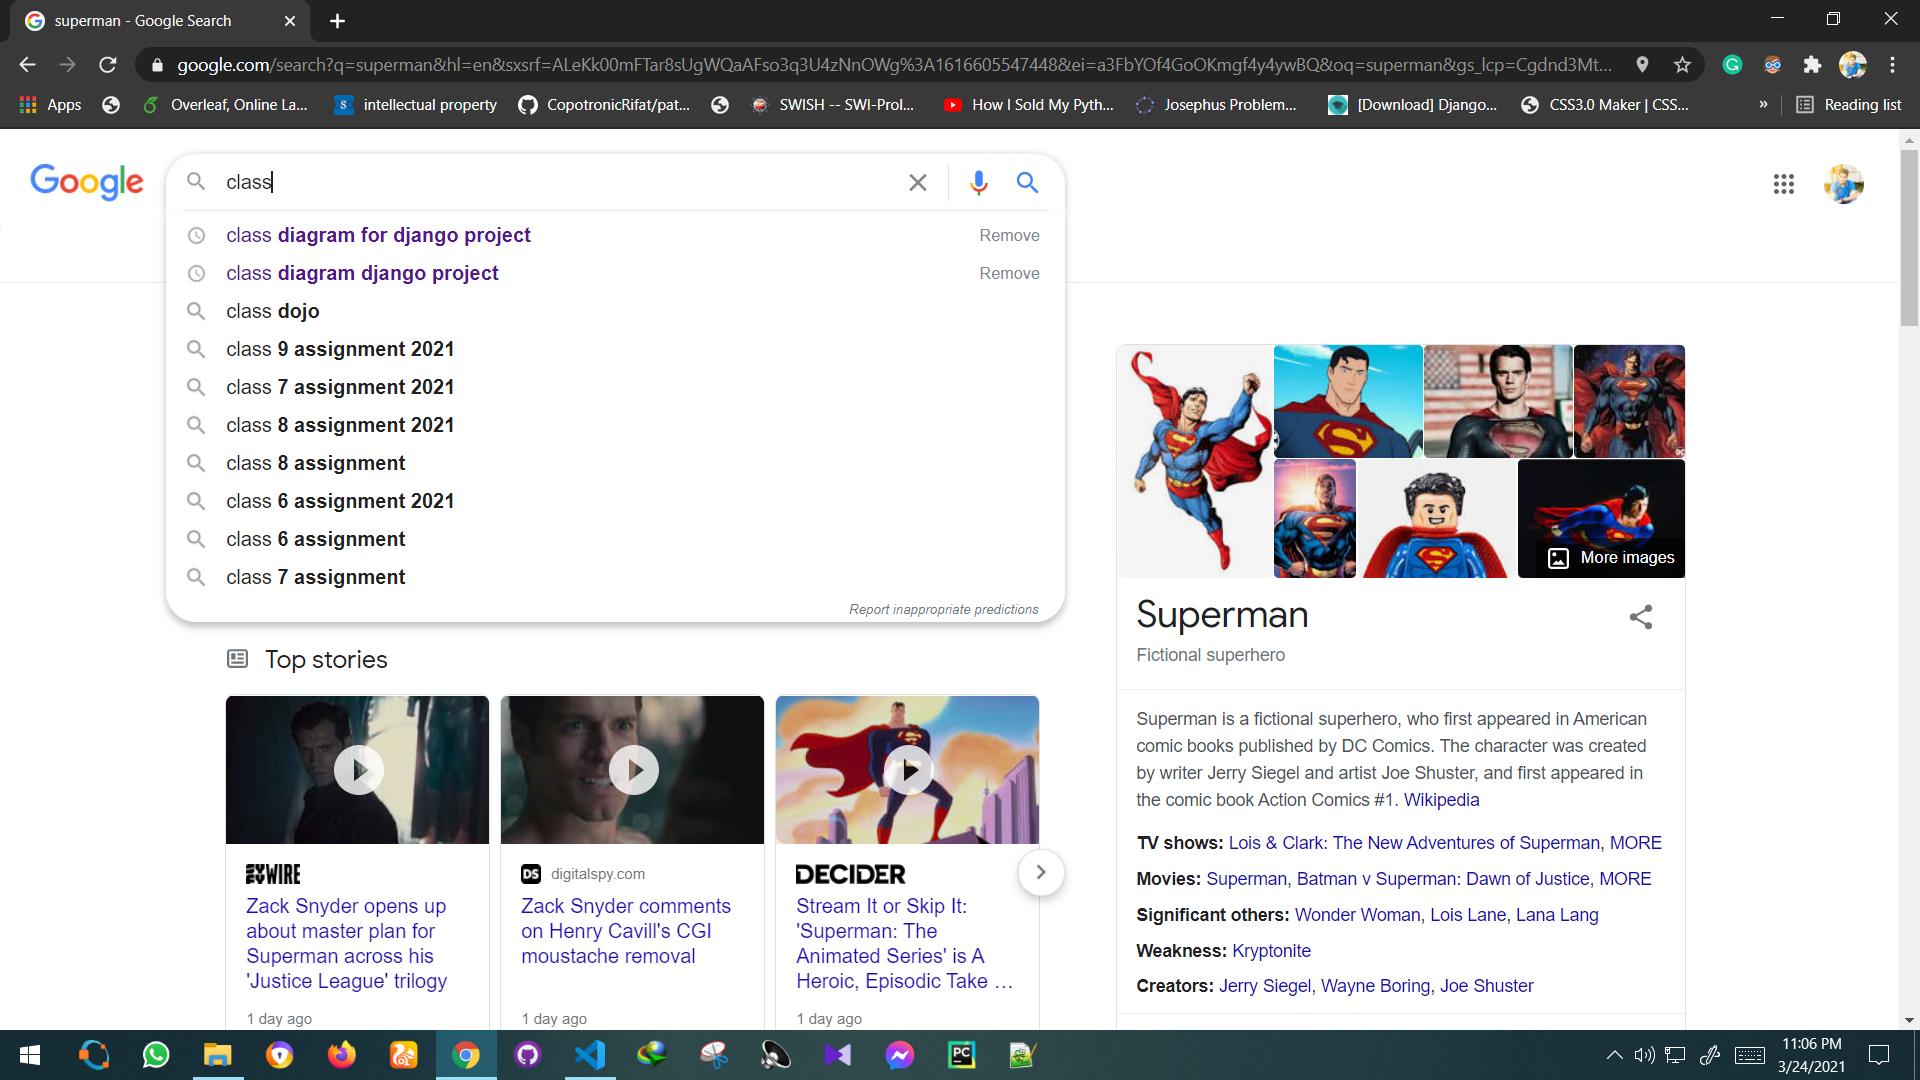 superman - Google Search
google.com/search?q=superman&hl=en&sxsrf=ALeKk00mFTar8sUgWQaAFso3q3U4zNnOWg%3A1616605547448&ei=a3FbYOf4GoOKmgf4y4ywBQ&oq=superman&gs_lcp=Cgdnd3Mt...
Apps
Overleaf, Online La...
intellectual property
CopotronicRifat/pat...
SWISH -- SWI-Prol...
How I Sold My Pyth...
Josephus Problem...
[Download] Django...
CSS3.0 Maker | CSS...
»
Reading list
Google
class
class diagram for django project
Remove
class diagram django project
Remove
class dojo
class 9 assignment 2021
class 7 assignment 2021
class 8 assignment 2021
class 8 assignment
class 6 assignment 2021
class 6 assignment
class 7 assignment
Report inappropriate predictions
Top stories
DECIDER
digitalspy.com
Zack Snyder opens up
about master plan for
Superman across his
'Justice League' trilogy
1 day ago
Zack Snyder comments
on Henry Cavill's CGI
moustache removal
1 day ago
Stream It or Skip It:
'Superman: The
Animated Series' is A
Heroic, Episodic Take ...
1 day ago
More images
Superman
Fictional superhero
Superman is a fictional superhero, who first appeared in American
comic books published by DC Comics. The character was created
by writer Jerry Siegel and artist Joe Shuster, and first appeared in
the comic book Action Comics #1. Wikipedia
TV shows: Lois & Clark: The New Adventures of Superman, MORE
Movies: Superman, Batman v Superman: Dawn of Justice, MORE
Significant others: Wonder Woman, Lois Lane, Lana Lang
Weakness: Kryptonite
Creators: Jerry Siegel, Wayne Boring, Joe Shuster
11:06 PM
3/24/2021